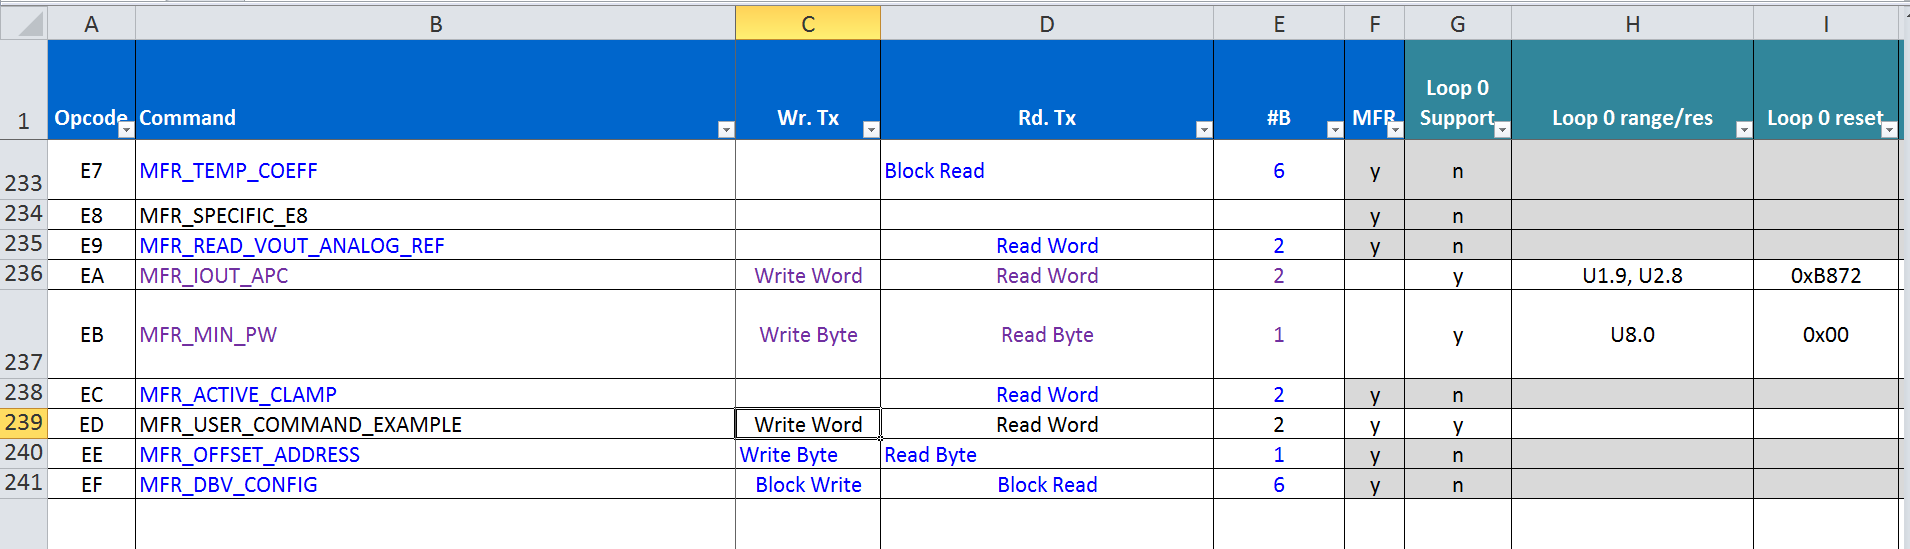 A B C D E F G H I
1 Opcode Command Wr. Tx Rd. Tx #B MFR Loop 0 Support Loop 0 range/res Loop 0 reset
233 E7 MFR_TEMP_COEFF Block Read 6 y n
234 E8 MFR_SPECIFIC_E8 y n
235 E9 MFR_READ_VOUT_ANALOG_REF Read Word 2 y n
236 EA MFR_IOUT_APC Write Word Read Word 2 y U1.9, U2.8 0xB872
237 EB MFR_MIN_PW Write Byte Read Byte 1 y U8.0 0x00
238 EC MFR_ACTIVE_CLAMP Read Word 2 y n
239 ED MFR_USER_COMMAND_EXAMPLE Write Word Read Word 2 y y
240 EE MFR_OFFSET_ADDRESS Write Byte Read Byte 1 y n
241 EF MFR_DBV_CONFIG Block Write Block Read 6 y n